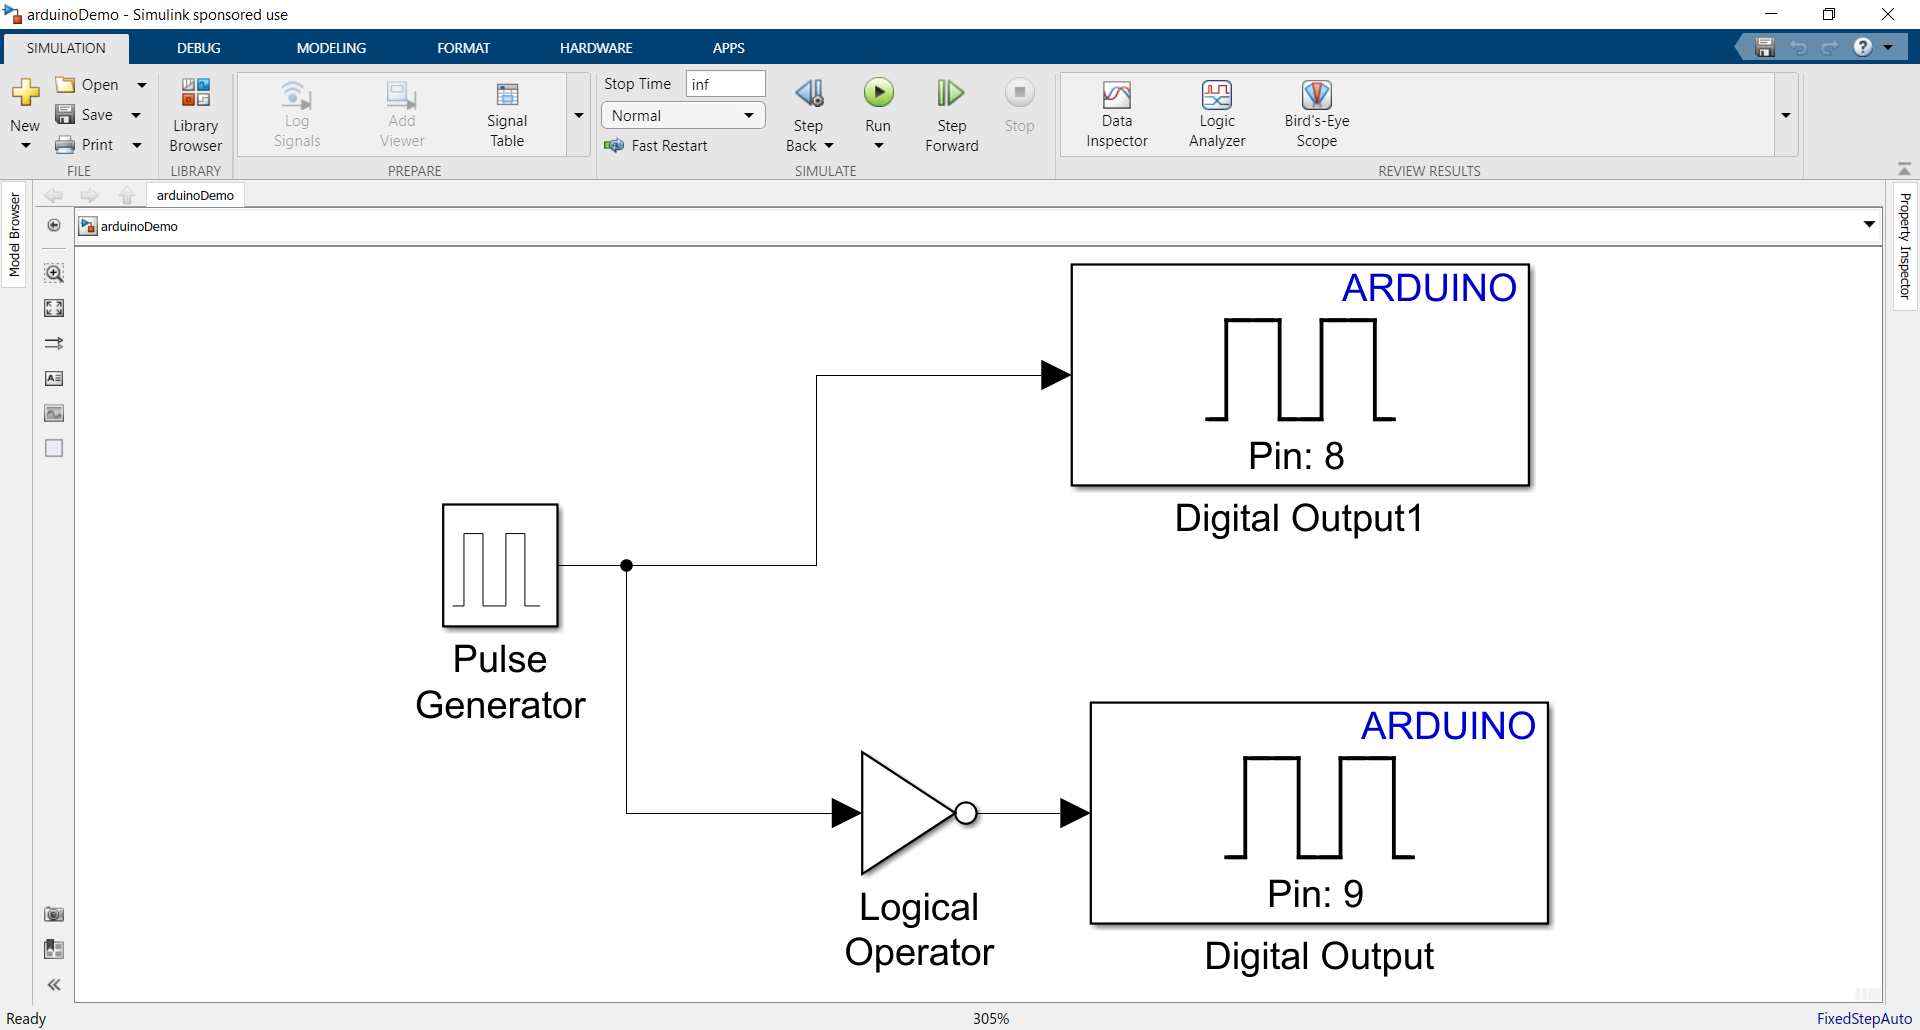 arduinoDemo - Simulink sponsored use
SIMULATION
DEBUG
MODELING
FORMAT
HARDWARE
APPS
New
Open
Save
Print
FILE
Library
Browser
LIBRARY
Log
Signals
Add
Viewer
Signal
Table
PREPARE
Stop Time
inf
Normal
Fast Restart
Step
Back
Run
Step
Forward
Stop
SIMULATE
Data
Inspector
Logic
Analyzer
Bird's-Eye
Scope
REVIEW RESULTS
Model Browser
arduinoDemo
arduinoDemo
Property Inspector
ARDUINO
Pin: 8
Digital Output1
Pulse
Generator
ARDUINO
Pin: 9
Digital Output
Logical
Operator
Ready
305%
FixedStepAuto